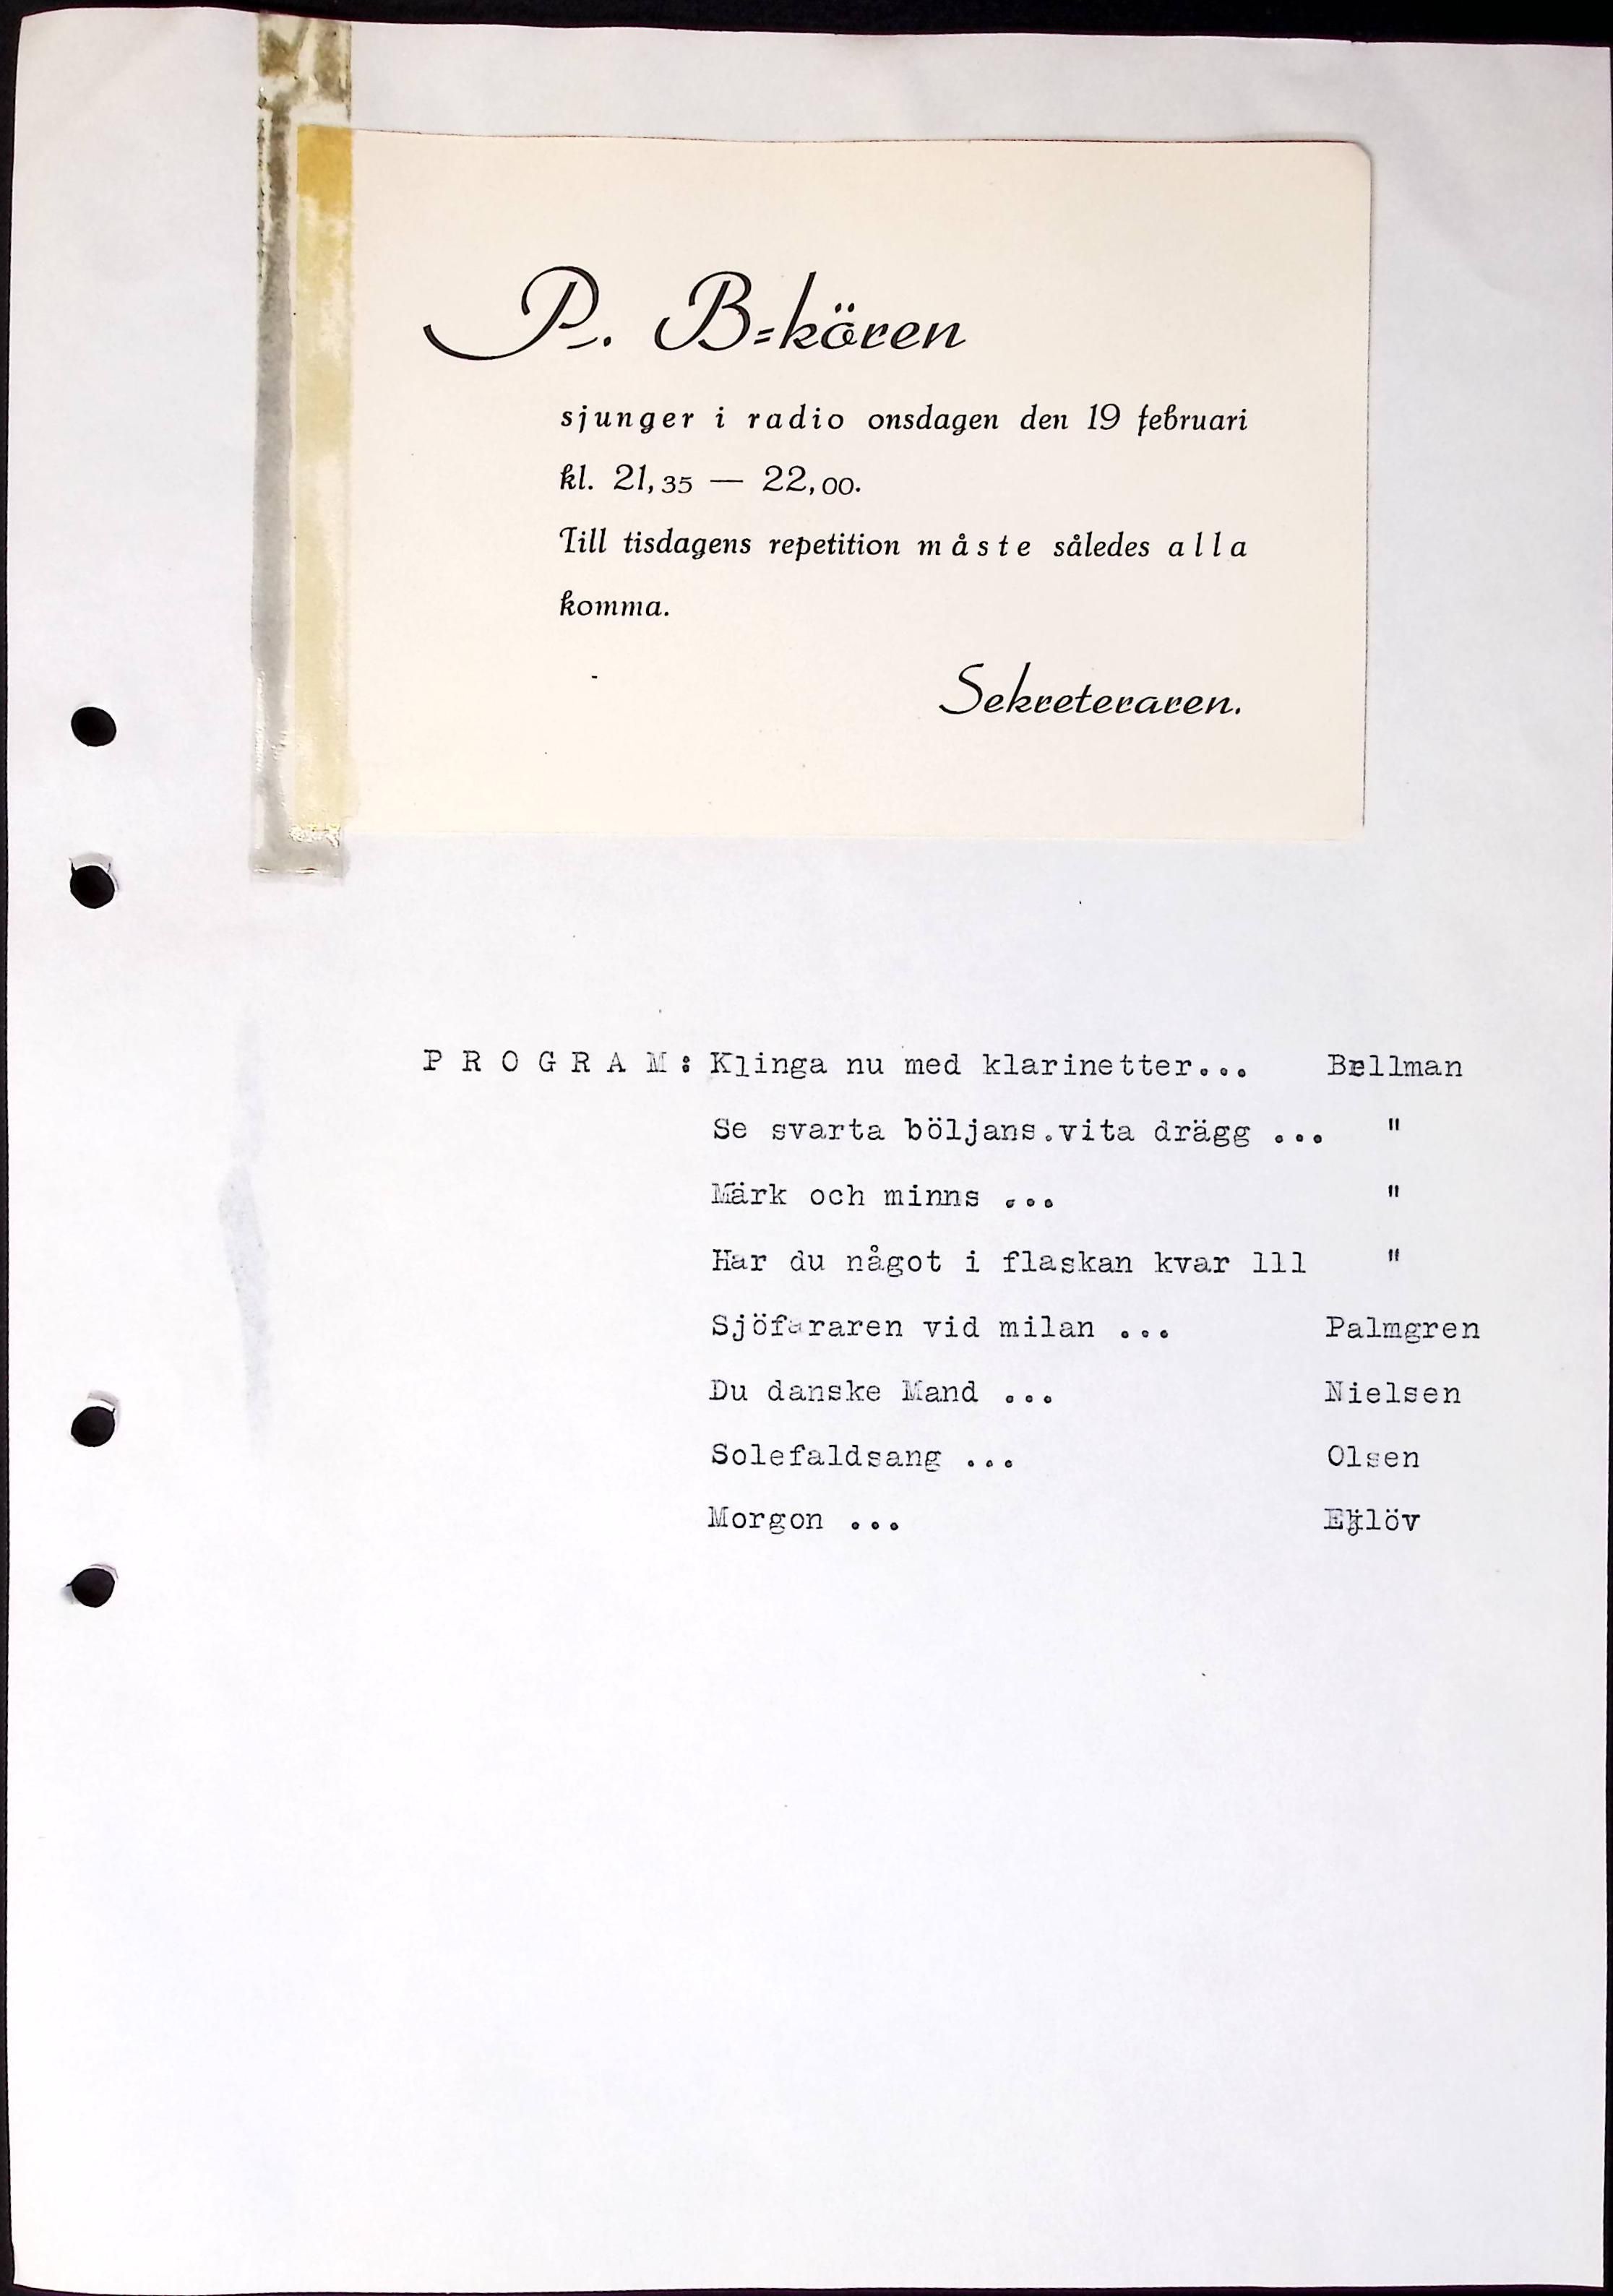 P. B=kören
sjunger i radio onsdagen den 19 februari
kl. 21,35 — 22,00.
Till tisdagens repetition måste således alla
komma.
Sekreteraren.
PROGRAM: Klinga nu med klarinetter... Bellman
Se svarta böljans.vita drägg ... "
Märk och minns ... "
Har du något i flaskan kvar lll "
Sjöfararen vid milan ... Palmgren
Du danske Mand ... Nielsen
Solefaldsang ... Olsen
Morgon ... Eklöv